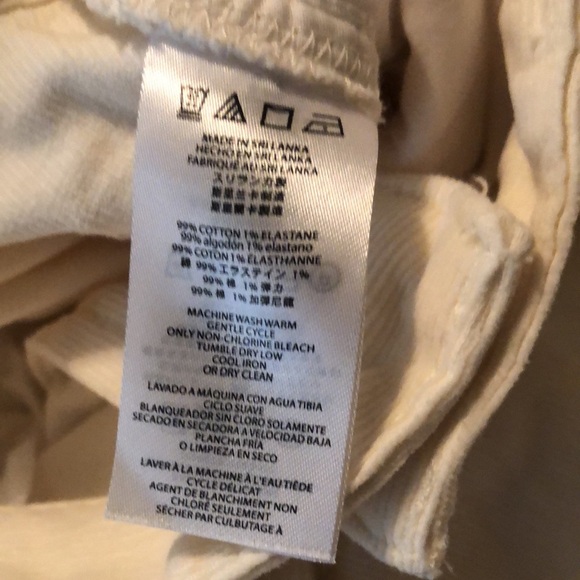 MADE IN SRI LANKA
HECHO EN SRI LANKA
FABRIQUÉ À SRI LANKA
スリランカ製
斯里兰卡制造
斯里蘭卡製造
99% COTTON 1% ELASTANE
99% algodón 1% elastano
99% COTON 1% ÉLASTHANNE
綿 99% エラステイン 1%
99% 棉 1% 弹力
99% 棉 1% 加彈尼龍
MACHINE WASH WARM
GENTLE CYCLE
ONLY NON-CHLORINE BLEACH
TUMBLE DRY LOW
COOL IRON
OR DRY CLEAN
LAVADO A MÁQUINA CON AGUA TIBIA
CICLO SUAVE
BLANQUEADOR SIN CLORO SOLAMENTE
SECADO EN SECADORA A VELOCIDAD BAJA
PLANCHA FRÍA
O LIMPIEZA EN SECO
LAVER À LA MACHINE À L'EAU TIÈDE
CYCLE DÉLICAT
AGENT DE BLANCHIMENT NON
CHLORÉ SEULEMENT
SÉCHER PAR CULBUTAGE À